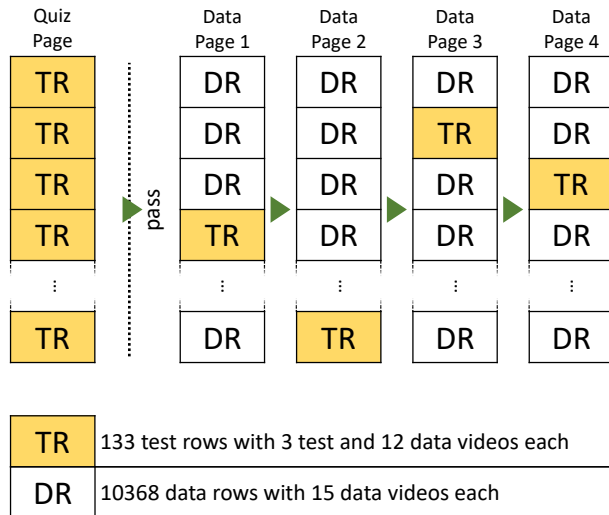 Quiz Page
Data Page 1
Data Page 2
Data Page 3
Data Page 4
TR DR DR DR DR
TR DR DR TR DR
TR DR DR DR TR
TR TR DR DR DR
pass
... ... ... ... ...
TR DR TR DR DR
TR 133 test rows with 3 test and 12 data videos each
DR 10368 data rows with 15 data videos each